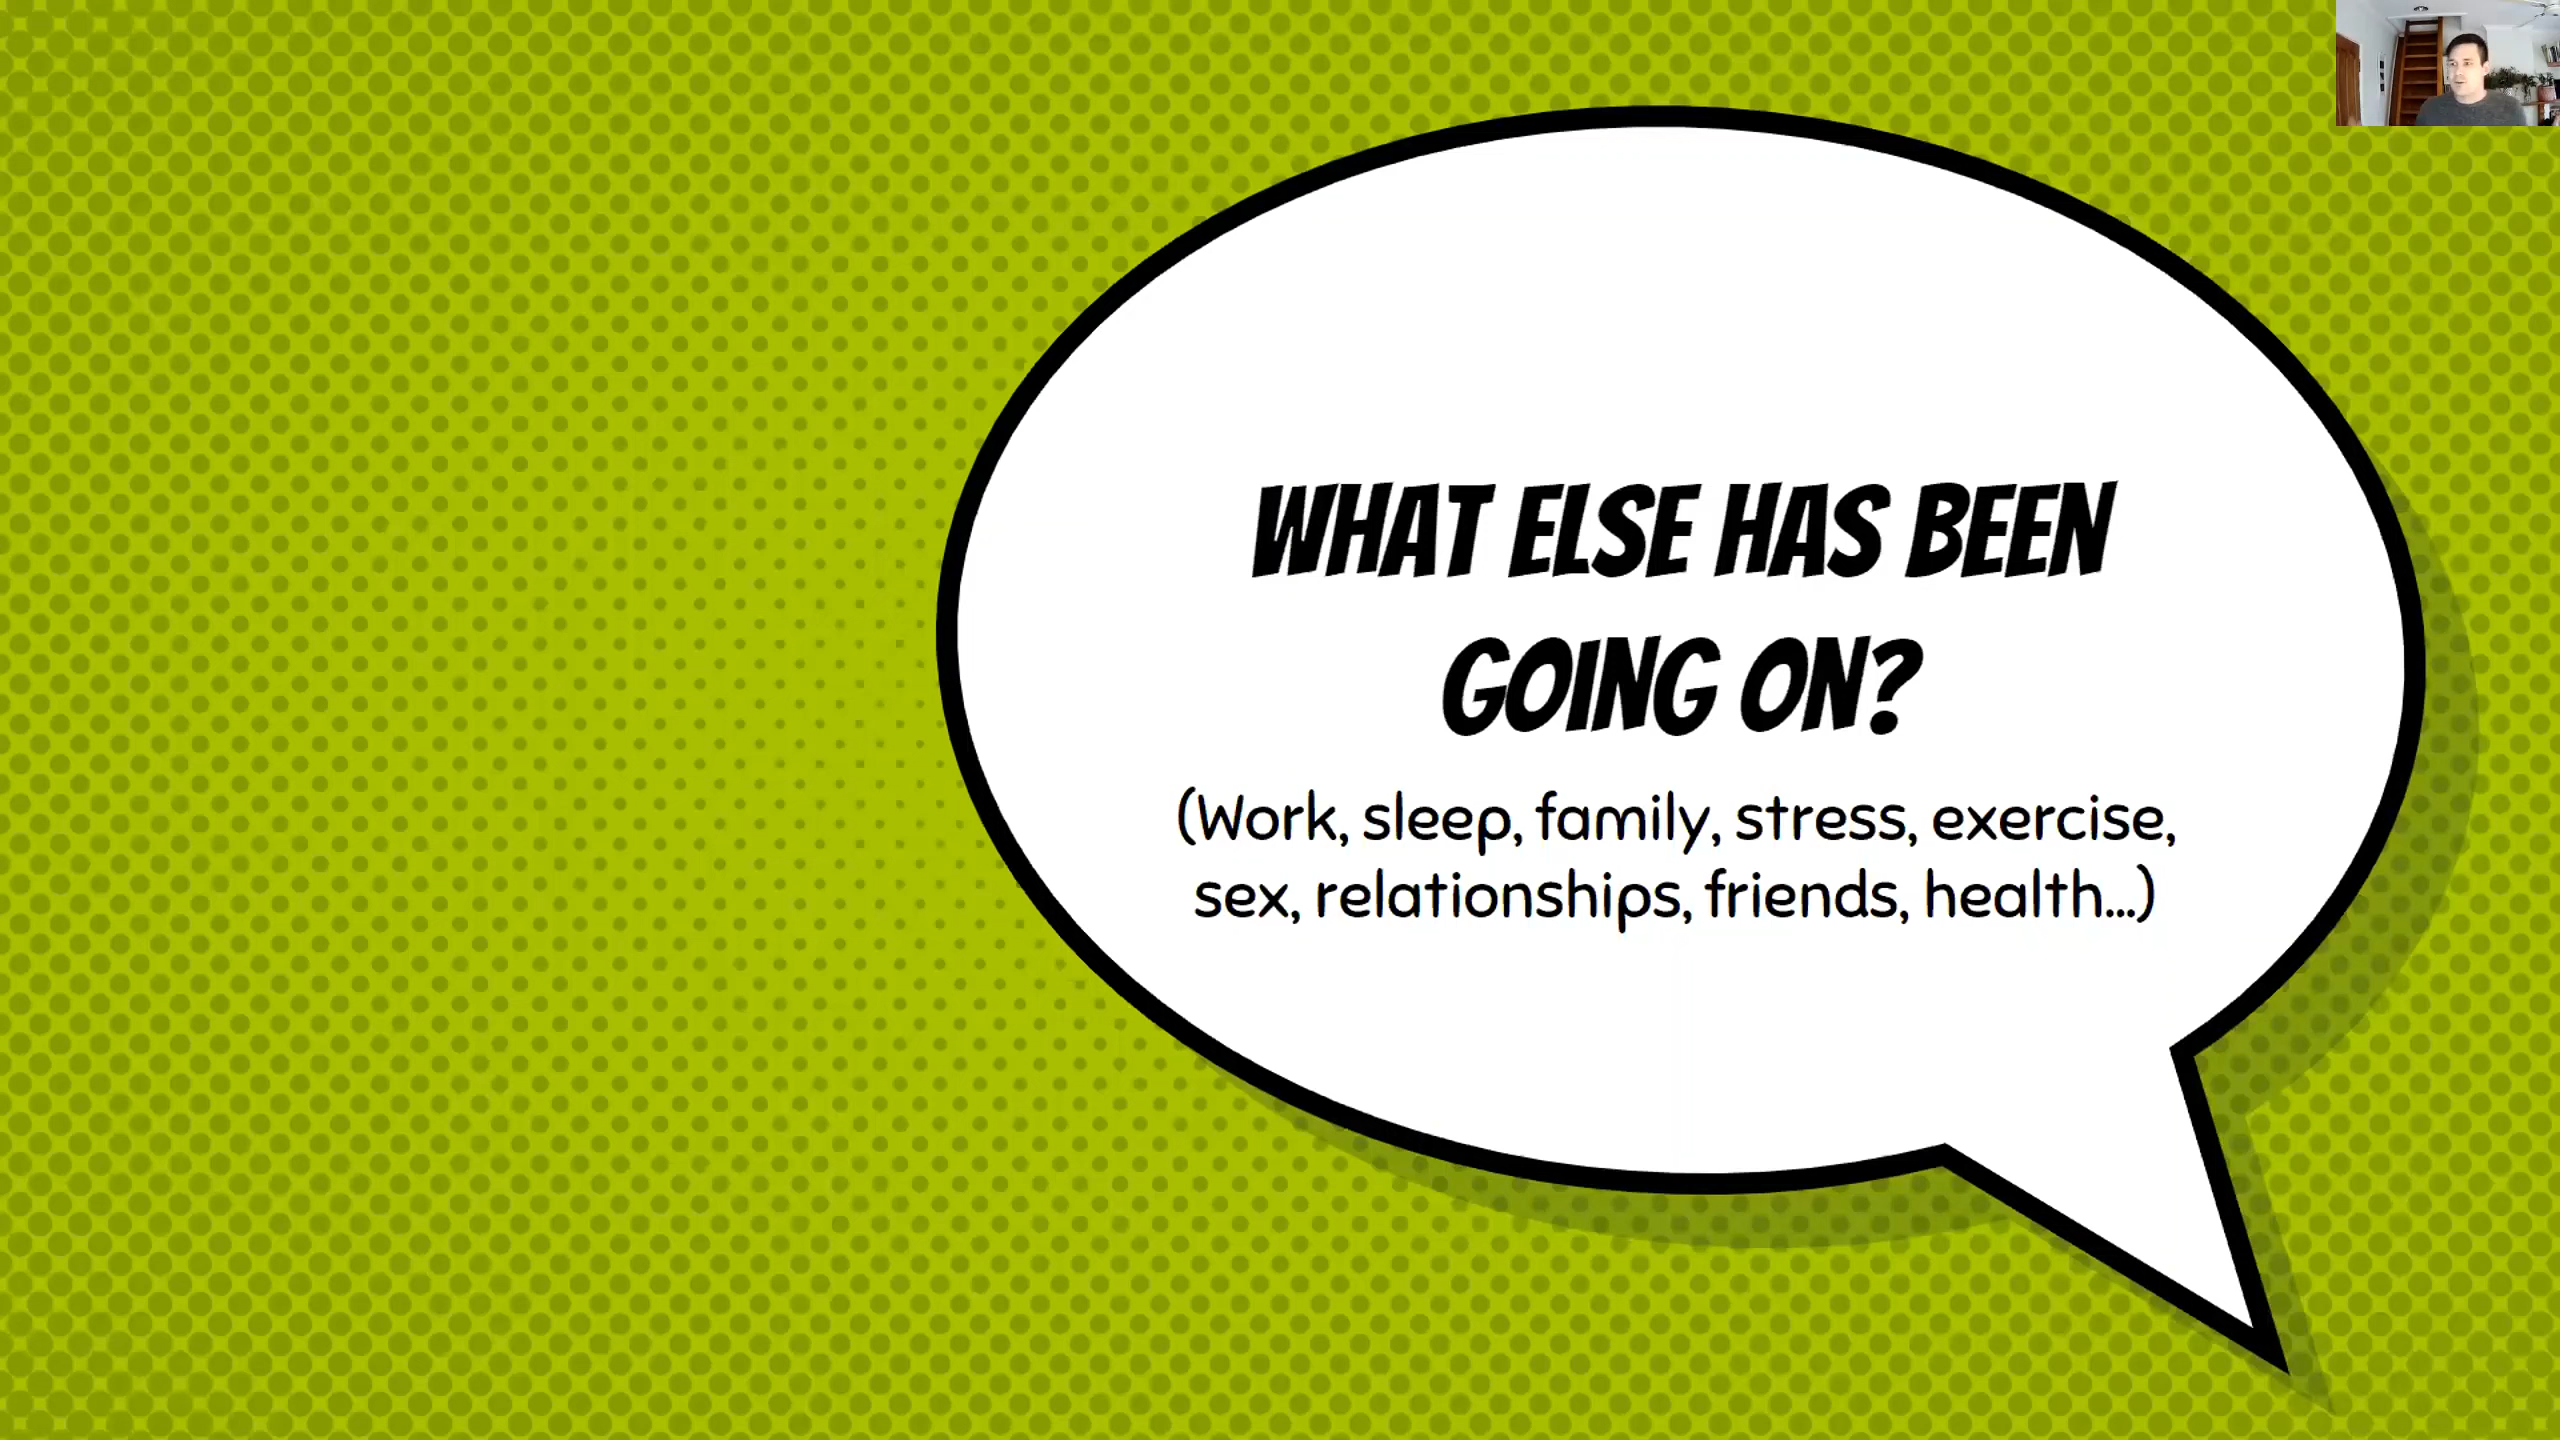 WHAT ELSE HAS BEEN
GOING ON?
(Work, sleep, family, stress, exercise,
sex, relationships, friends, health...)